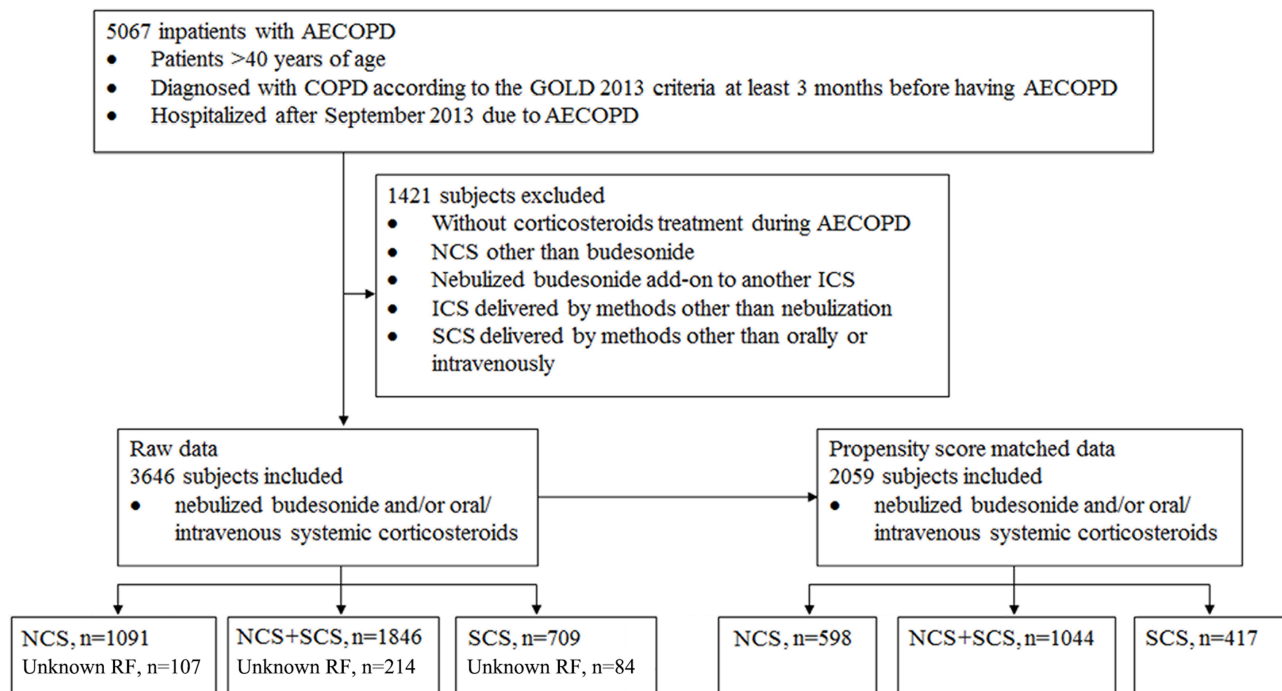 5067 inpatients with AECOPD
● Patients >40 years of age
● Diagnosed with COPD according to the GOLD 2013 criteria at least 3 months before having AECOPD
● Hospitalized after September 2013 due to AECOPD
1421 subjects excluded
● Without corticosteroids treatment during AECOPD
● NCS other than budesonide
● Nebulized budesonide add-on to another ICS
● ICS delivered by methods other than nebulization
● SCS delivered by methods other than orally or
intravenously
Raw data
3646 subjects included
● nebulized budesonide and/or oral/
intravenous systemic corticosteroids
Propensity score matched data
2059 subjects included
● nebulized budesonide and/or oral/
intravenous systemic corticosteroids
NCS, n=1091
Unknown RF, n=107
NCS+SCS, n=1846
Unknown RF, n=214
SCS, n=709
Unknown RF, n=84
NCS, n=598
NCS+SCS, n=1044
SCS, n=417